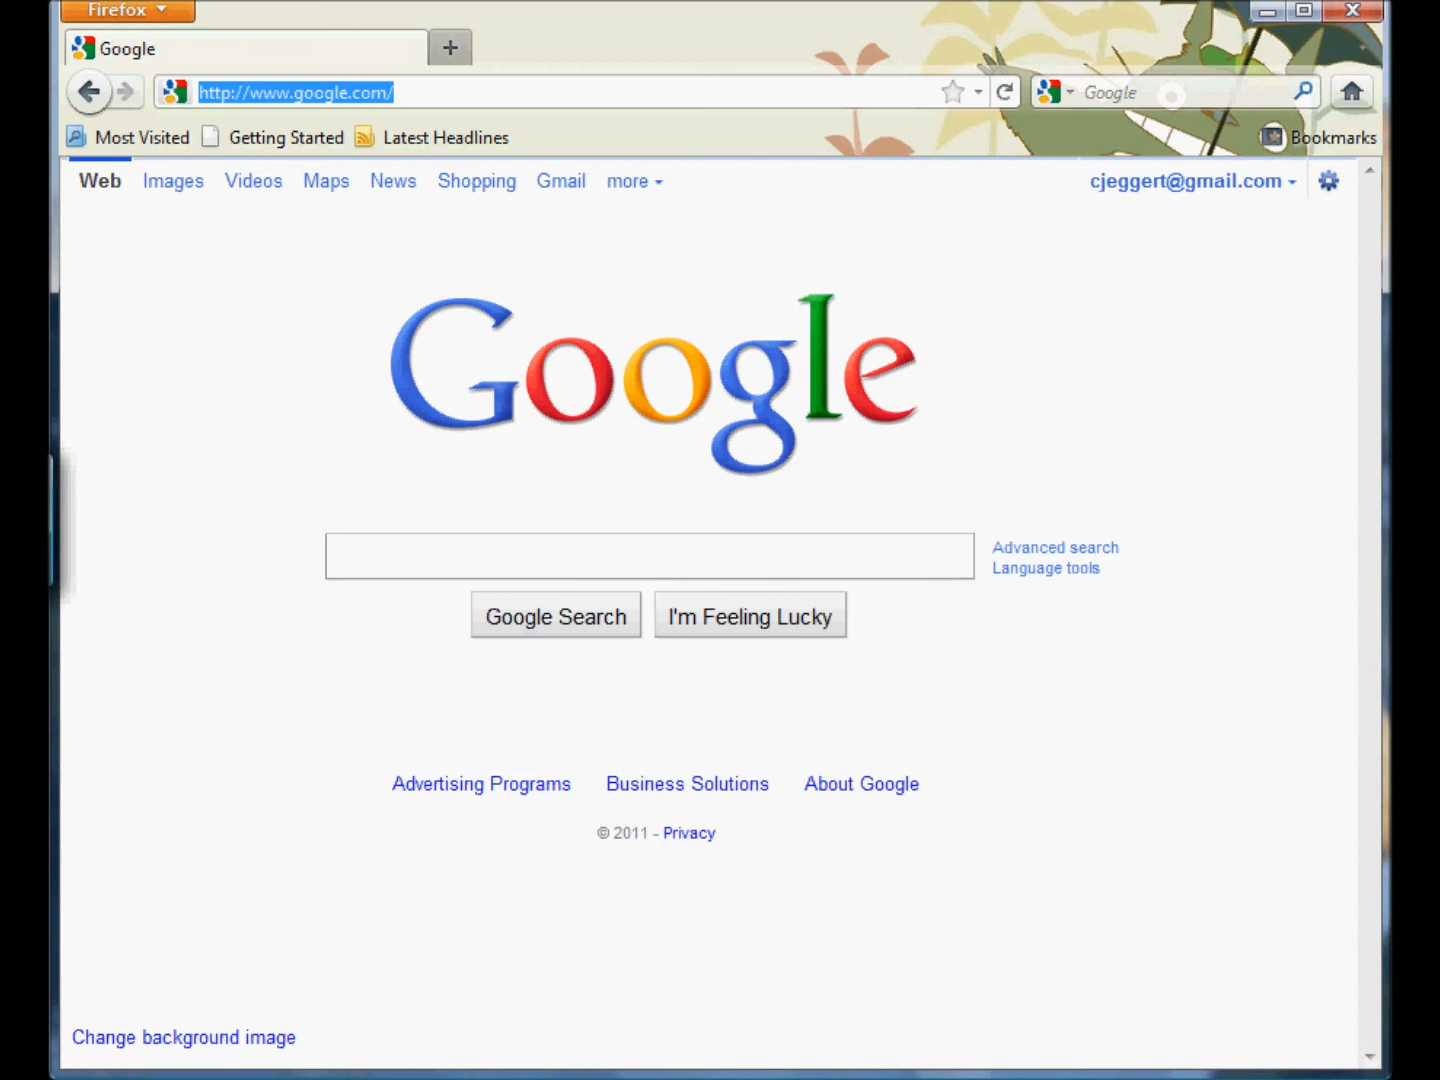 Firefox
Google
http://www.google.com/
Google
Most Visited
Getting Started
Latest Headlines
Bookmarks
Web
Images
Videos
Maps
News
Shopping
Gmail
more
cjeggert@gmail.com
Google
Advanced search
Language tools
Google Search
I'm Feeling Lucky
Advertising Programs
Business Solutions
About Google
© 2011 - Privacy
Change background image